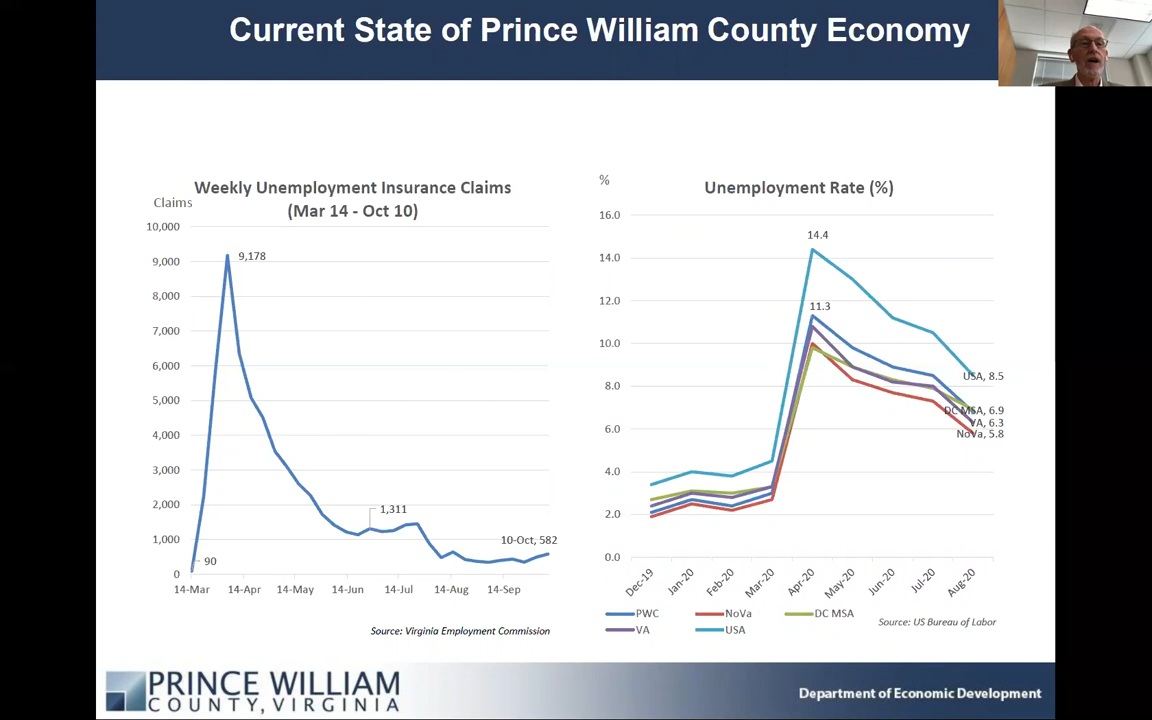 Current State of Prince William County Economy
Weekly Unemployment Insurance Claims
(Mar 14 - Oct 10)
Claims
10,000
9,000
8,000
7,000
6,000
5,000
4,000
3,000
2,000
1,000
0
9,178
1,311
10-Oct, 582
90
14-Mar
14-Apr
14-May
14-Jun
14-Jul
14-Aug
14-Sep
Source: Virginia Employment Commission
%
Unemployment Rate (%)
16.0
14.0
12.0
10.0
8.0
6.0
4.0
2.0
0.0
14.4
11.3
USA, 8.5
DC MSA, 6.9
VA, 6.3
NoVa, 5.8
Dec-19
Jan-20
Feb-20
Mar-20
Apr-20
May-20
Jun-20
Jul-20
Aug-20
PWC
NoVa
DC MSA
VA
USA
Source: US Bureau of Labor
PRINCE WILLIAM
COUNTY, VIRGINIA
Department of Economic Development